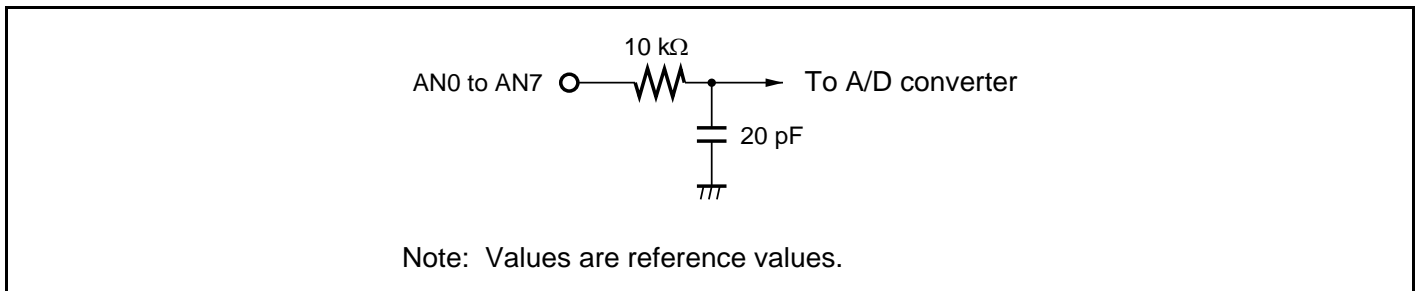 10 kΩ
AN0 to AN7 To A/D converter
20 pF
Note: Values are reference values.